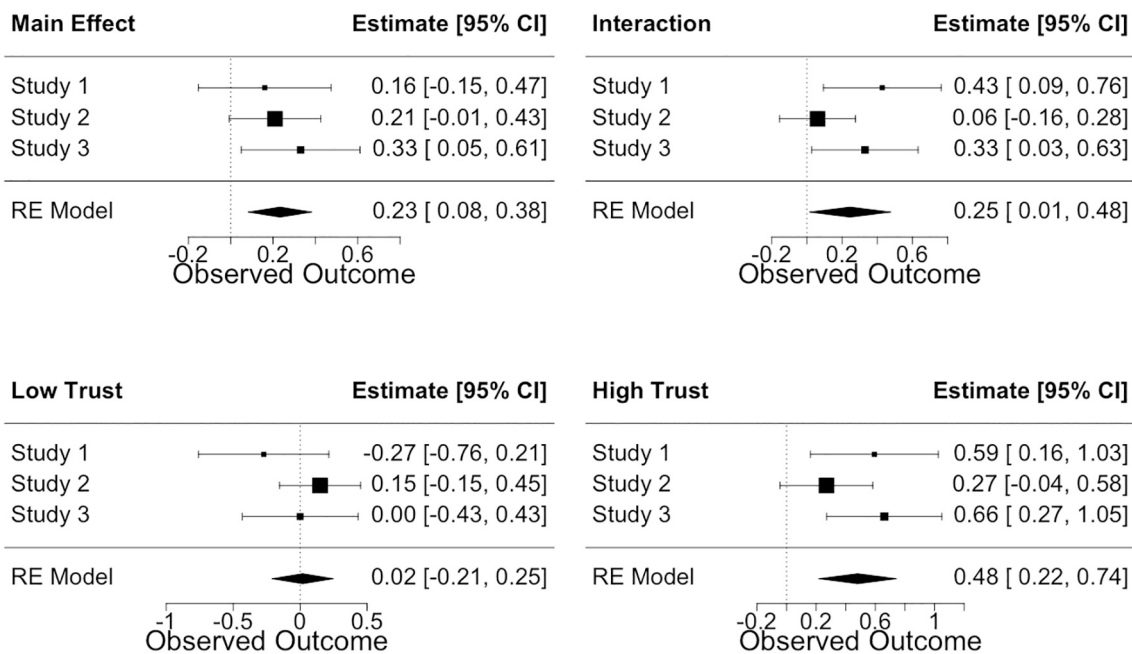 Main Effect Estimate [95% CI]
Study 1 0.16 [-0.15, 0.47]
Study 2 0.21 [-0.01, 0.43]
Study 3 0.33 [ 0.05, 0.61]
RE Model 0.23 [ 0.08, 0.38]
-0.2 0.2 0.6
Observed Outcome
Interaction Estimate [95% CI]
Study 1 0.43 [ 0.09, 0.76]
Study 2 0.06 [-0.16, 0.28]
Study 3 0.33 [ 0.03, 0.63]
RE Model 0.25 [ 0.01, 0.48]
-0.2 0.2 0.6
Observed Outcome
Low Trust Estimate [95% CI]
Study 1 -0.27 [-0.76, 0.21]
Study 2 0.15 [-0.15, 0.45]
Study 3 0.00 [-0.43, 0.43]
RE Model 0.02 [-0.21, 0.25]
-1 0 0.5
Observed Outcome
High Trust Estimate [95% CI]
Study 1 0.59 [ 0.16, 1.03]
Study 2 0.27 [-0.04, 0.58]
Study 3 0.66 [ 0.27, 1.05]
RE Model 0.48 [ 0.22, 0.74]
-0.2 0.2 0.6 1
Observed Outcome